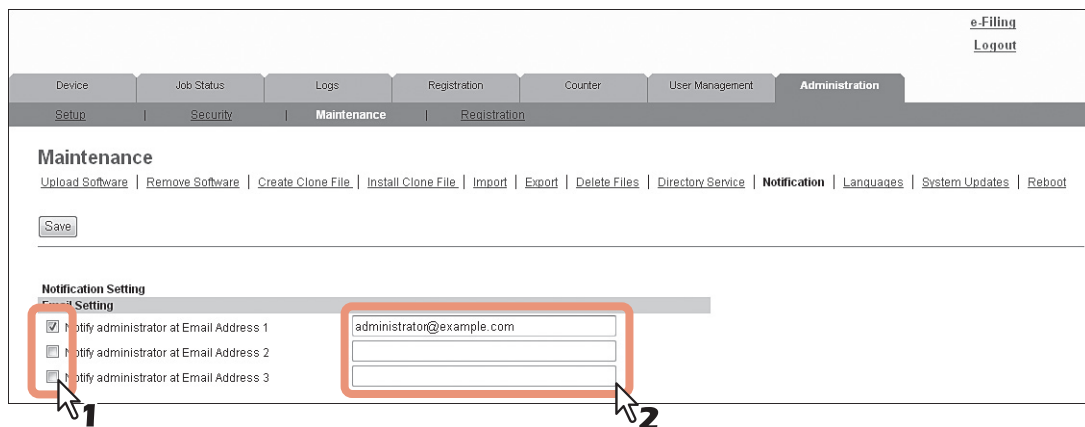 e-Filing
Logout
Device Job Status Logs Registration Counter User Management Administration
Setup | Security | Maintenance | Registration
Maintenance
Upload Software | Remove Software | Create Clone File | Install Clone File | Import | Export | Delete Files | Directory Service | Notification | Languages | System Updates | Reboot
Save
Notification Setting
Email Setting
Notify administrator at Email Address 1 administrator@example.com
Notify administrator at Email Address 2
Notify administrator at Email Address 3
1 2